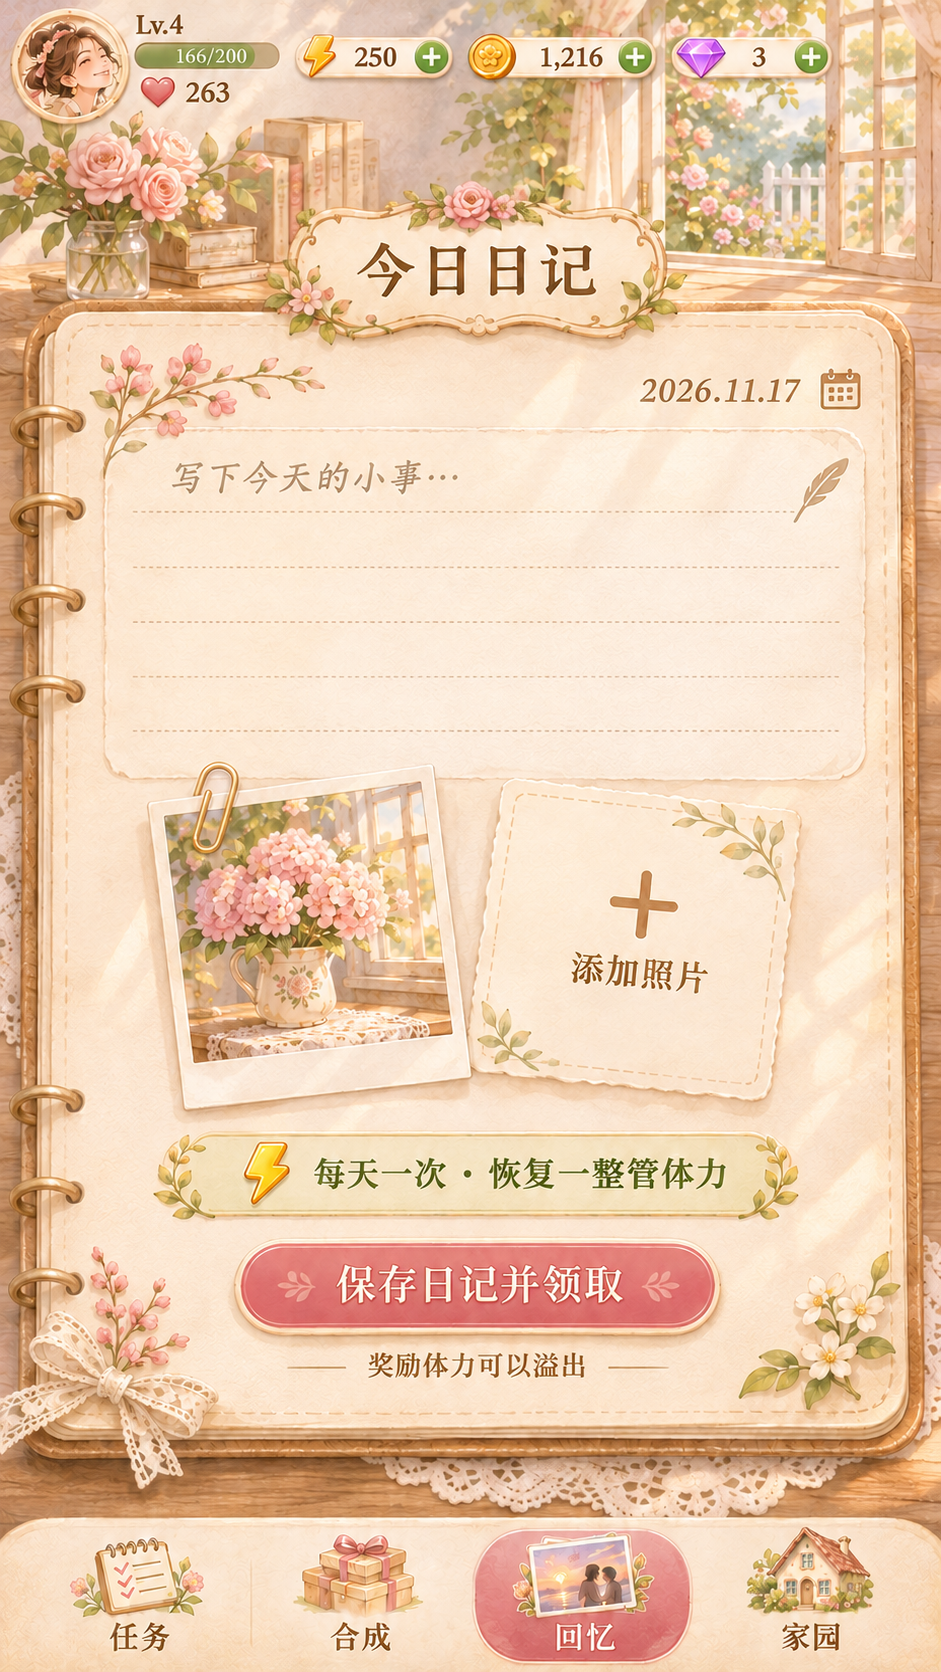 Lv.4
166/200
263
250
1,216
3
今日日记
2026.11.17
写下今天的小事…
添加照片
每天一次·恢复一整管体力
保存日记并领取
奖励体力可以溢出
任务
合成
回忆
家园